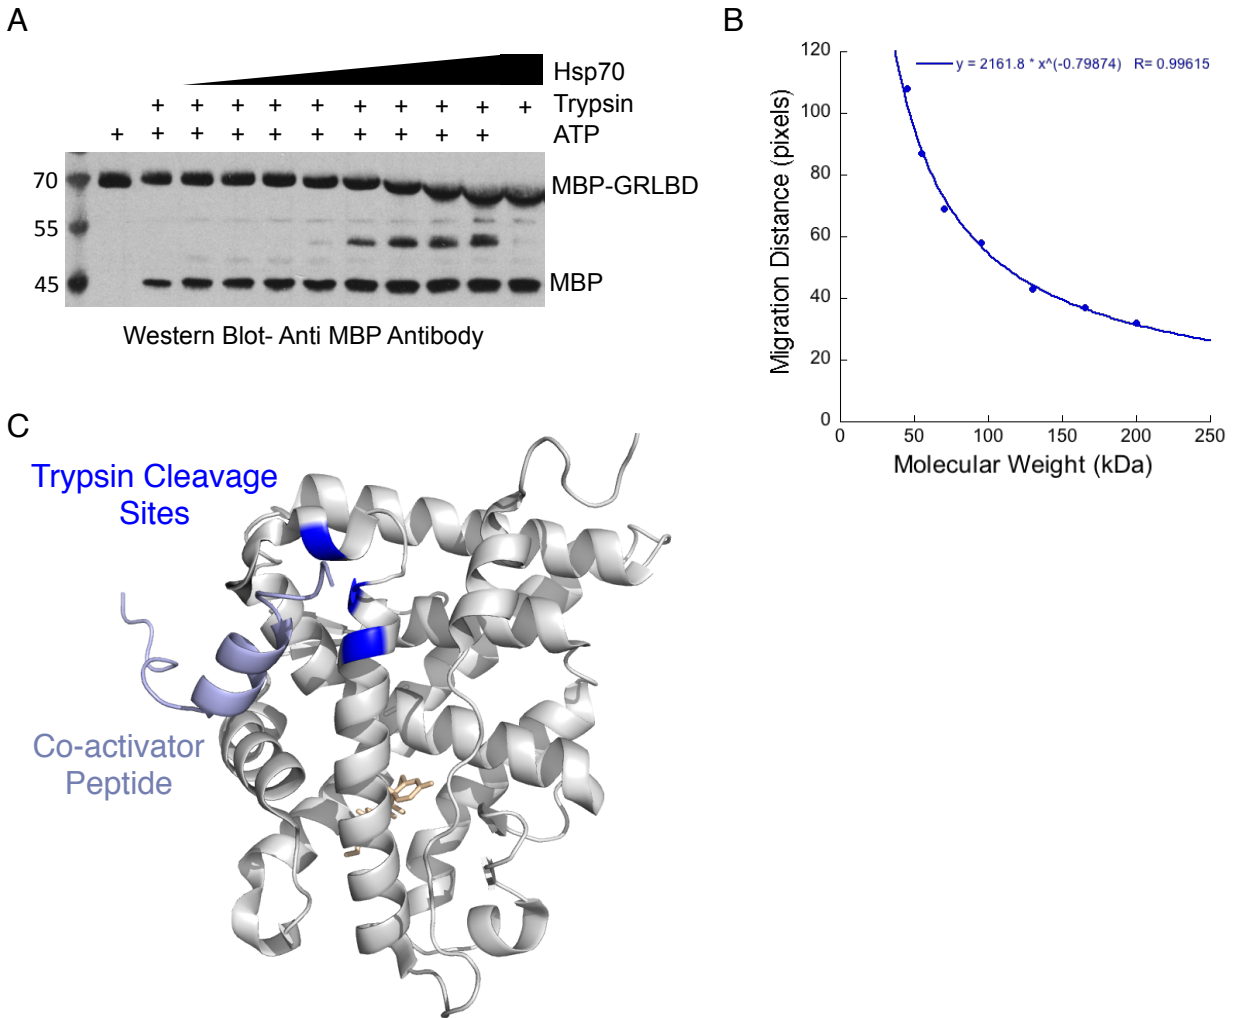 A
Hsp70
+ + + + + + + + + + Trypsin
+ + + + + + + + + + ATP
70
MBP-GRLBD
55
45
MBP
Western Blot- Anti MBP Antibody
B
y = 2161.8 * x^(-0.79874) R= 0.99615
Migration Distance (pixels)
120
100
80
60
40
20
0
0 50 100 150 200 250
Molecular Weight (kDa)
C
Trypsin Cleavage
Sites
Co-activator
Peptide